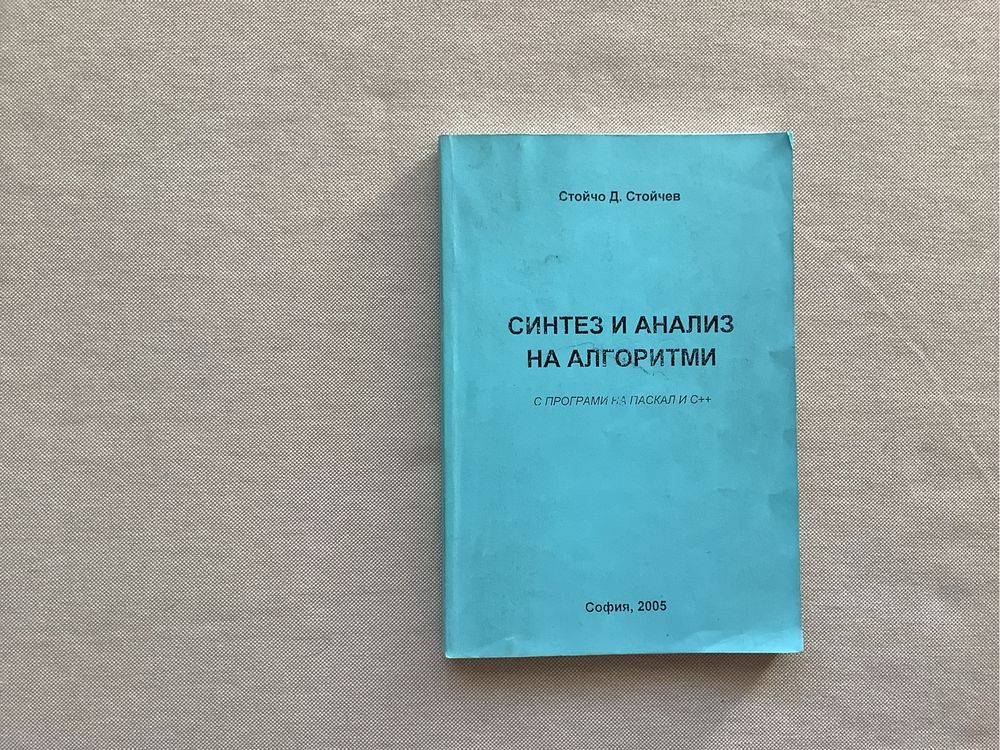 Стойчо Д. Стойчев
СИНТЕЗ И АНАЛИЗ
НА АЛГОРИТМИ
С ПРОГРАМИ НА ПАСКАЛ И С++
София, 2005